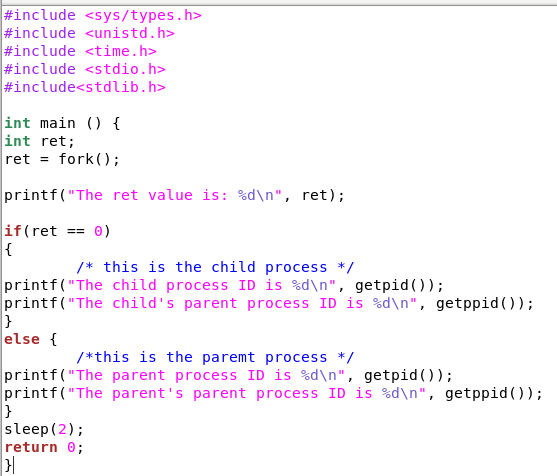 #include <sys/types.h>
#include <unistd.h>
#include <time.h>
#include <stdio.h>
#include<stdlib.h>

int main () {
int ret;
ret = fork();

printf("The ret value is: %d\n", ret);

if(ret == 0)
{
        /* this is the child process */
printf("The child process ID is %d\n", getpid());
printf("The child's parent process ID is %d\n", getppid());
}
else {
        /*this is the paremt process */
printf("The parent process ID is %d\n", getpid());
printf("The parent's parent process ID is %d\n", getppid());
}
sleep(2);
return 0;
}